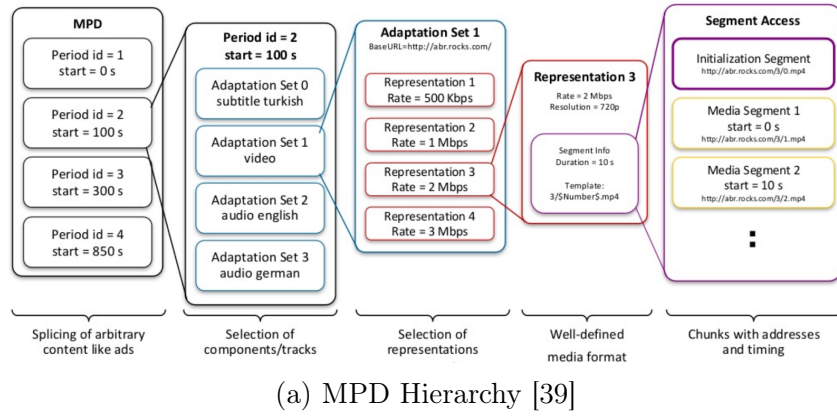 MPD
Period id = 1
start = 0 s
Period id = 2
start = 100 s
Period id = 3
start = 300 s
Period id = 4
start = 850 s
Splicing of arbitrary
content like ads
Period id = 2
start = 100 s
Adaptation Set 0
subtitle turkish
Adaptation Set 1
video
Adaptation Set 2
audio english
Adaptation Set 3
audio german
Selection of
components/tracks
Adaptation Set 1
BaseURL=http://abr.rocks.com/
Representation 1
Rate = 500 Kbps
Representation 2
Rate = 1 Mbps
Representation 3
Rate = 2 Mbps
Representation 4
Rate = 3 Mbps
Selection of
representations
Representation 3
Rate = 2 Mbps
Resolution = 720p
Segment Info
Duration = 10 s
Template:
3/$Number$.mp4
Well-defined
media format
Segment Access
Initialization Segment
http://abr.rocks.com/3/0.mp4
Media Segment 1
start = 0 s
http://abr.rocks.com/3/1.mp4
Media Segment 2
start = 10 s
http://abr.rocks.com/3/2.mp4
Chunks with addresses
and timing
(a) MPD Hierarchy [39]